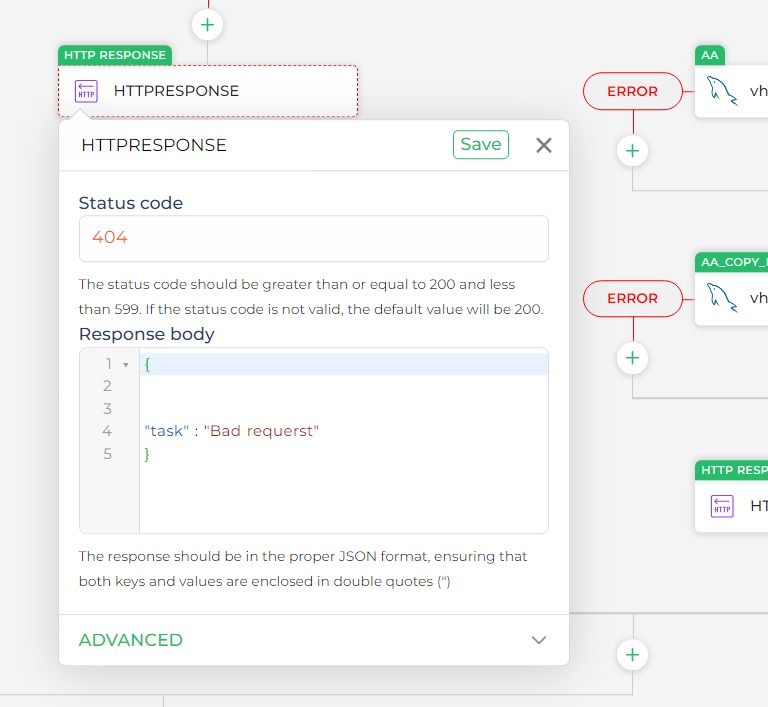 HTTP RESPONSE
HTTP
HTTPRESPONSE
HTTPRESPONSE
Save
Status code
404
The status code should be greater than or equal to 200 and less
than 599. If the status code is not valid, the default value will be 200.
Response body
1 {
2
3
4 "task" : "Bad requerst"
5 }
The response should be in the proper JSON format, ensuring that
both keys and values are enclosed in double quotes (")
ADVANCED
AA
ERROR
vh
AA_COPY_
ERROR
vh
HTTP RESP
HTTP
HT